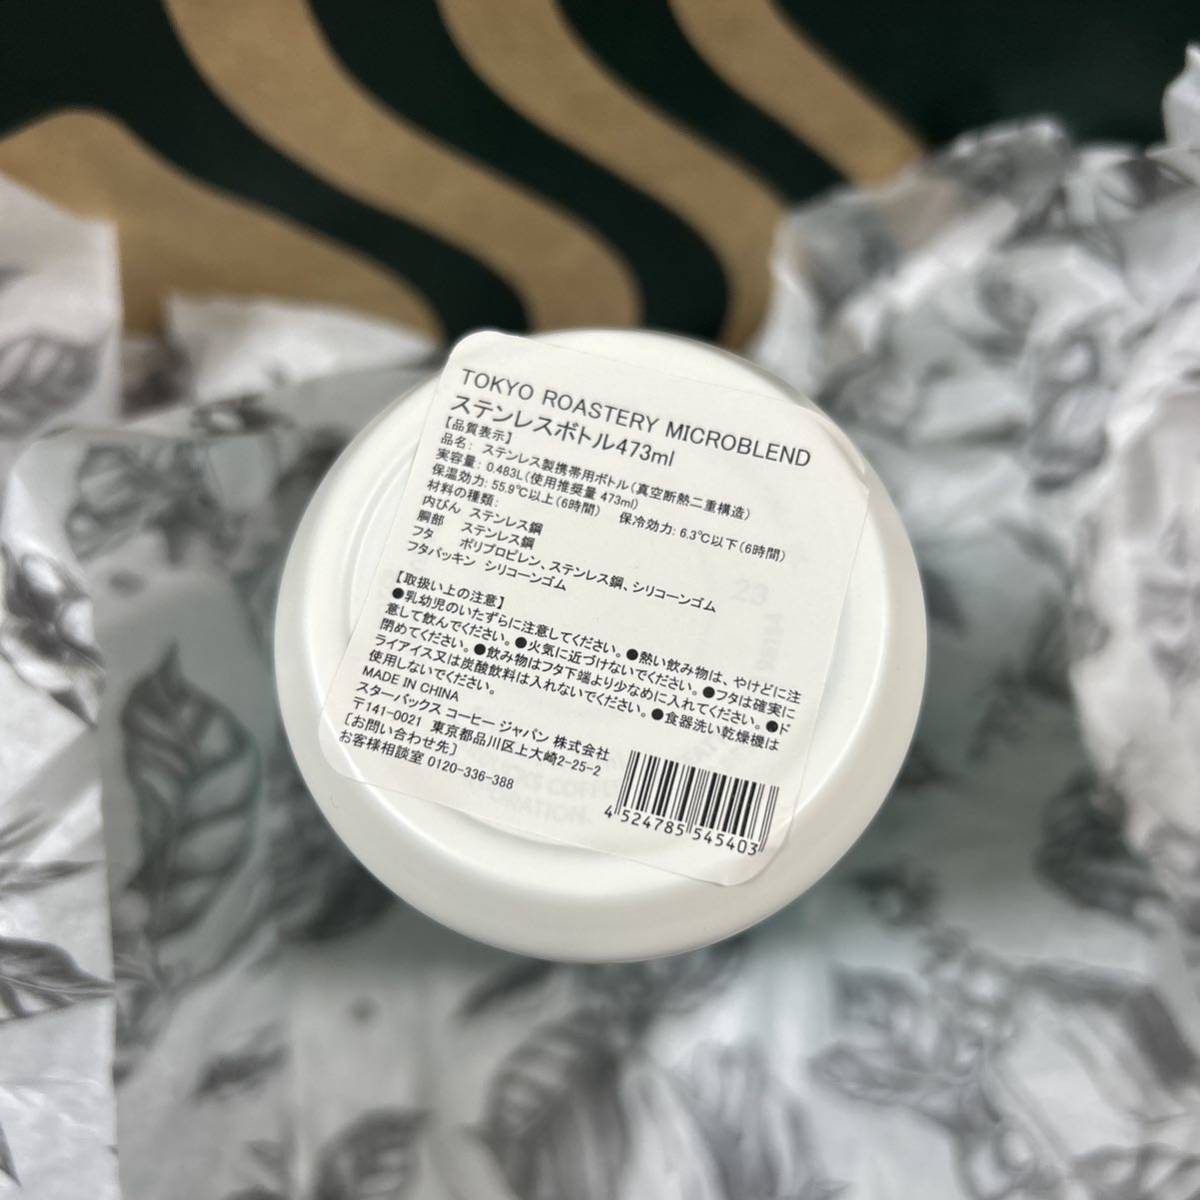 TOKYO ROASTERY MICROBLEND
ステンレスボトル473ml
【品質表示】
品名: ステンレス製携帯用ボトル(真空断熱二重構造)
実容量: 0.483L(使用推奨量 473ml)
保温効力: 55.9℃以上(6時間) 保冷効力: 6.3℃以下(6時間)
材料の種類:
内びん ステンレス鋼
胴部 ステンレス鋼
フタ ポリプロピレン、ステンレス鋼、シリコーンゴム
フタパッキン シリコーンゴム
【取扱い上の注意】
●乳幼児のいたずらに注意してください。●熱い飲み物は、やけどに注
意して飲んでください。●火気に近づけないでください。●フタは確実に
閉めてください。●飲み物はフタ下端より少なめに入れてください。●ド
ライアイス又は炭酸飲料は入れないでください。●食器洗い乾燥機は
使用しないでください。
MADE IN CHINA
スターバックス コーヒー ジャパン 株式会社
〒141-0021 東京都品川区上大崎2-25-2
[お問い合わせ先]
お客様相談室 0120-336-388
4 524785 545403